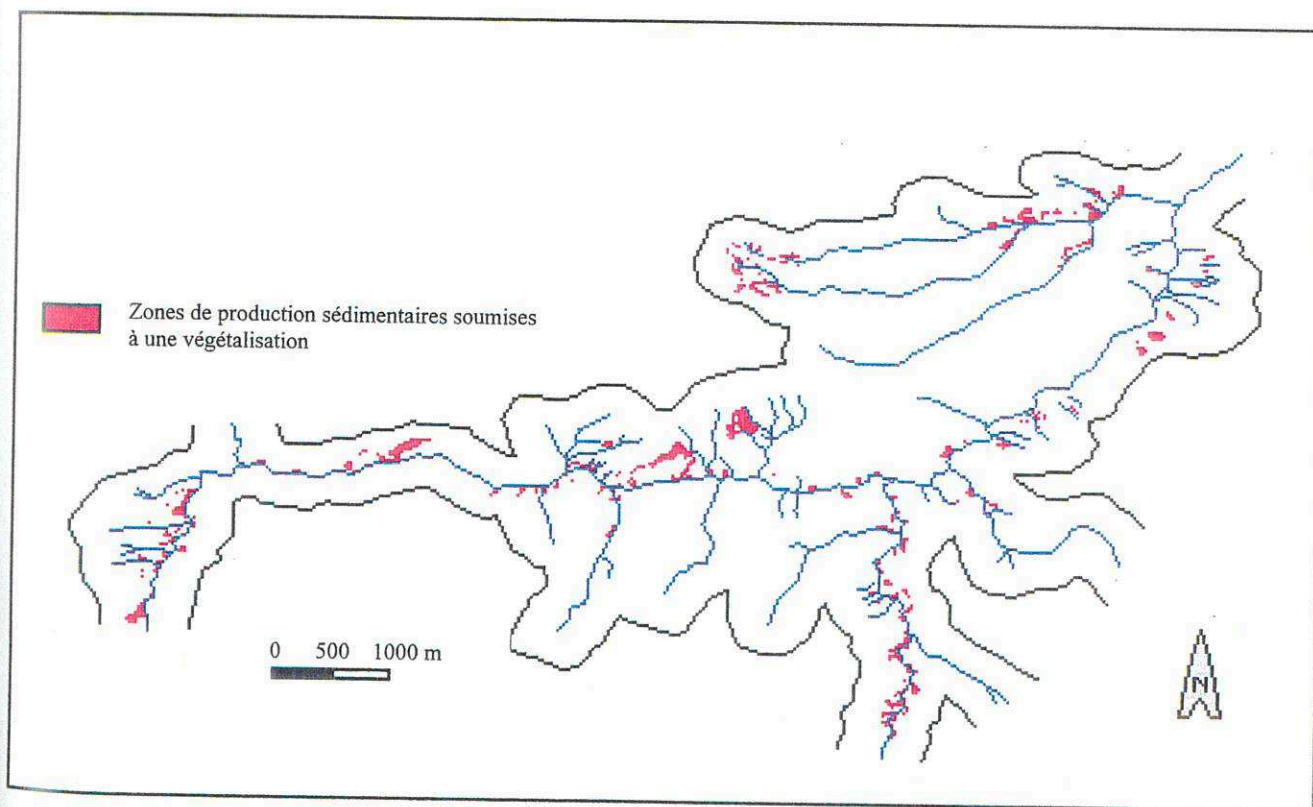 Zones de production sédimentaires soumises
à une végétalisation
0 500 1000 m
N